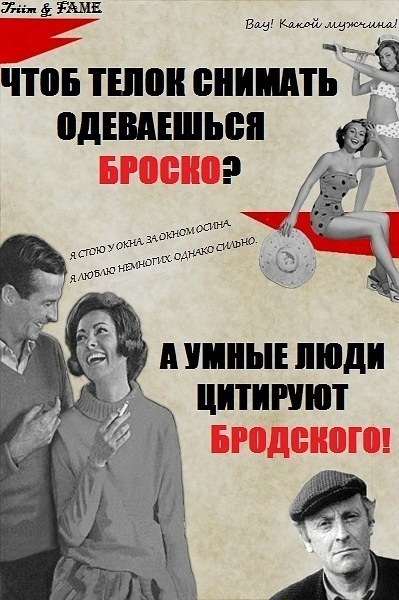 Triim & FAME
Вау! Какой мужчина!
ЧТОБ ТЕЛОК СНИМАТЬ
ОДЕВАЕШЬСЯ
БРОСКО?
Я СТОЮ У ОКНА. ЗА ОКНОМ ОСИНА.
Я ЛЮБЛЮ НЕМНОГИХ. ОДНАКО СИЛЬНО.
А УМНЫЕ ЛЮДИ
ЦИТИРУЮТ
БРОДСКОГО!